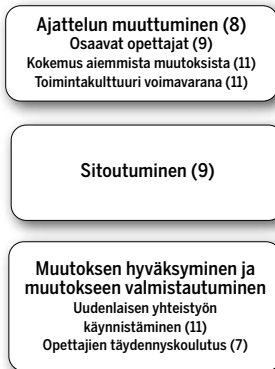 Ajattelun muuttuminen (8)
Osaavat opettajat (9)
Kokemus aiemmista muutoksista (11)
Toimintakulttuuri voimavarana (11)
Sitoutuminen (9)
Muutoksen hyväksyminen ja
muutokseen valmistautuminen
Uudenlaisen yhteistyön
käynnistäminen (11)
Opettajien täydennyskoulutus (7)